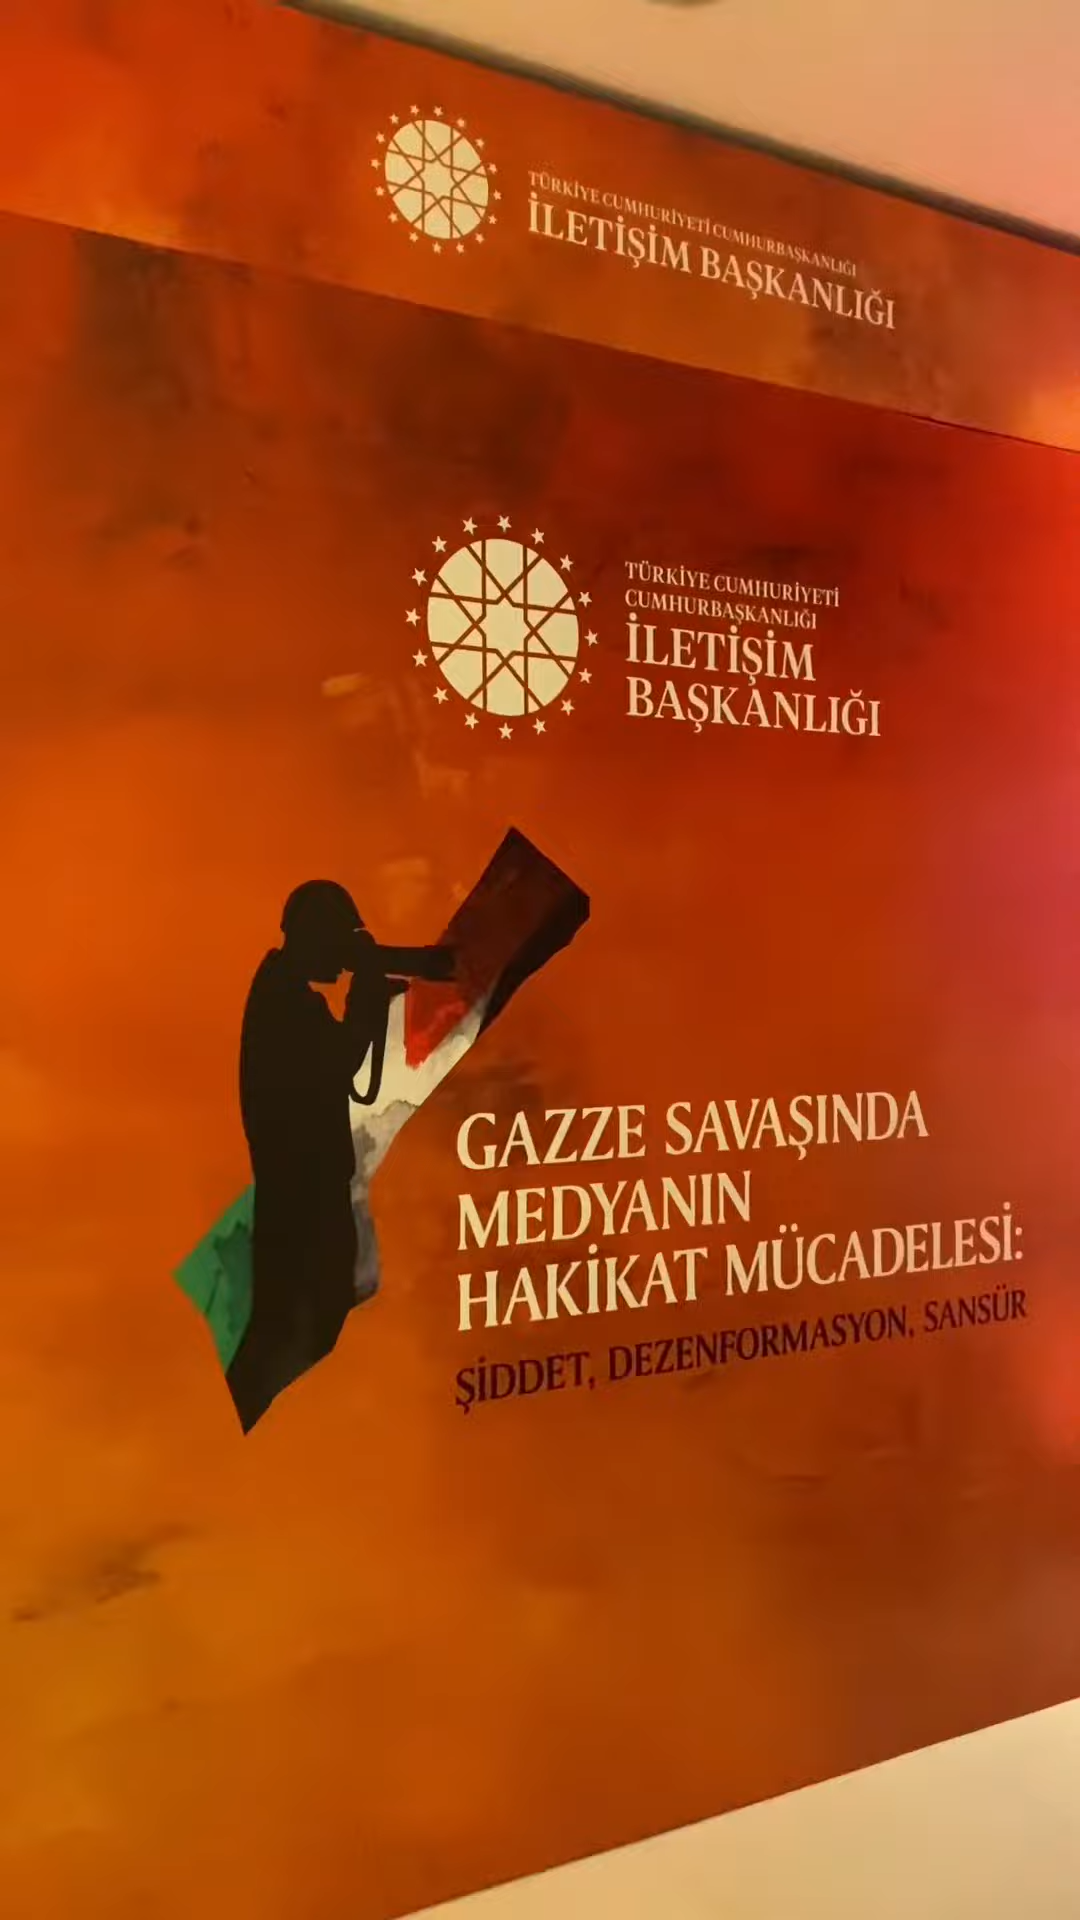 TÜRKİYE CUMHURİYETİ CUMHURBAŞKANLIĞI
İLETİŞİM BAŞKANLIĞI
TÜRKİYE CUMHURİYETİ
CUMHURBAŞKANLIĞI
İLETİŞİM
BAŞKANLIĞI
GAZZE SAVAŞINDA
MEDYANIN
HAKİKAT MÜCADELESİ:
ŞİDDET, DEZENFORMASYON, SANSÜR